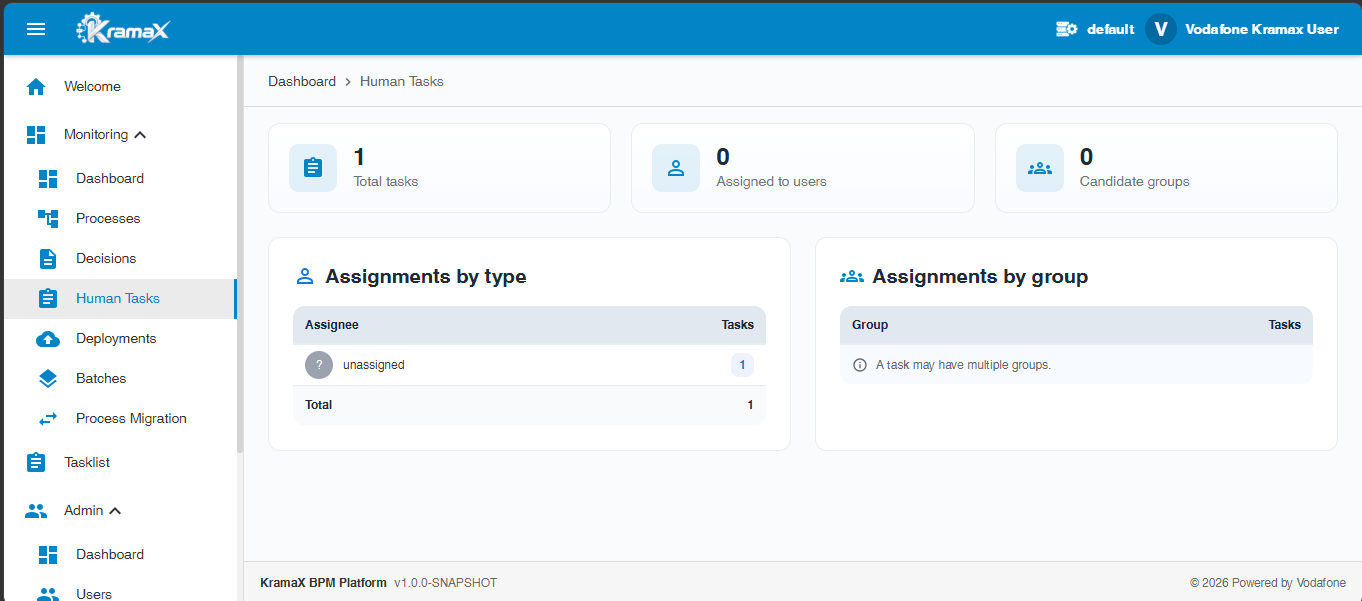 KramaX
default
V
Vodafone Kramax User
Welcome
Monitoring
Dashboard
Processes
Decisions
Human Tasks
Deployments
Batches
Process Migration
Tasklist
Admin
Dashboard
Users
Dashboard > Human Tasks
1
Total tasks
0
Assigned to users
0
Candidate groups
Assignments by type
Assignee Tasks
? unassigned 1
Total 1
Assignments by group
Group Tasks
A task may have multiple groups.
KramaX BPM Platform v1.0.0-SNAPSHOT
© 2026 Powered by Vodafone